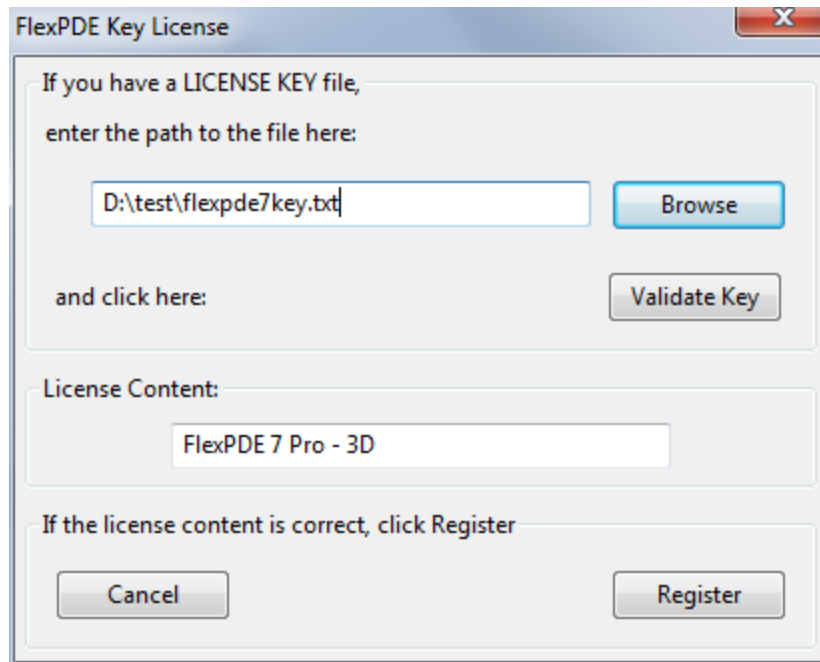 FlexPDE Key License
If you have a LICENSE KEY file,
enter the path to the file here:
D:\test\flexpde7key.txt
Browse
and click here:
Validate Key
License Content:
FlexPDE 7 Pro - 3D
If the license content is correct, click Register
Cancel
Register